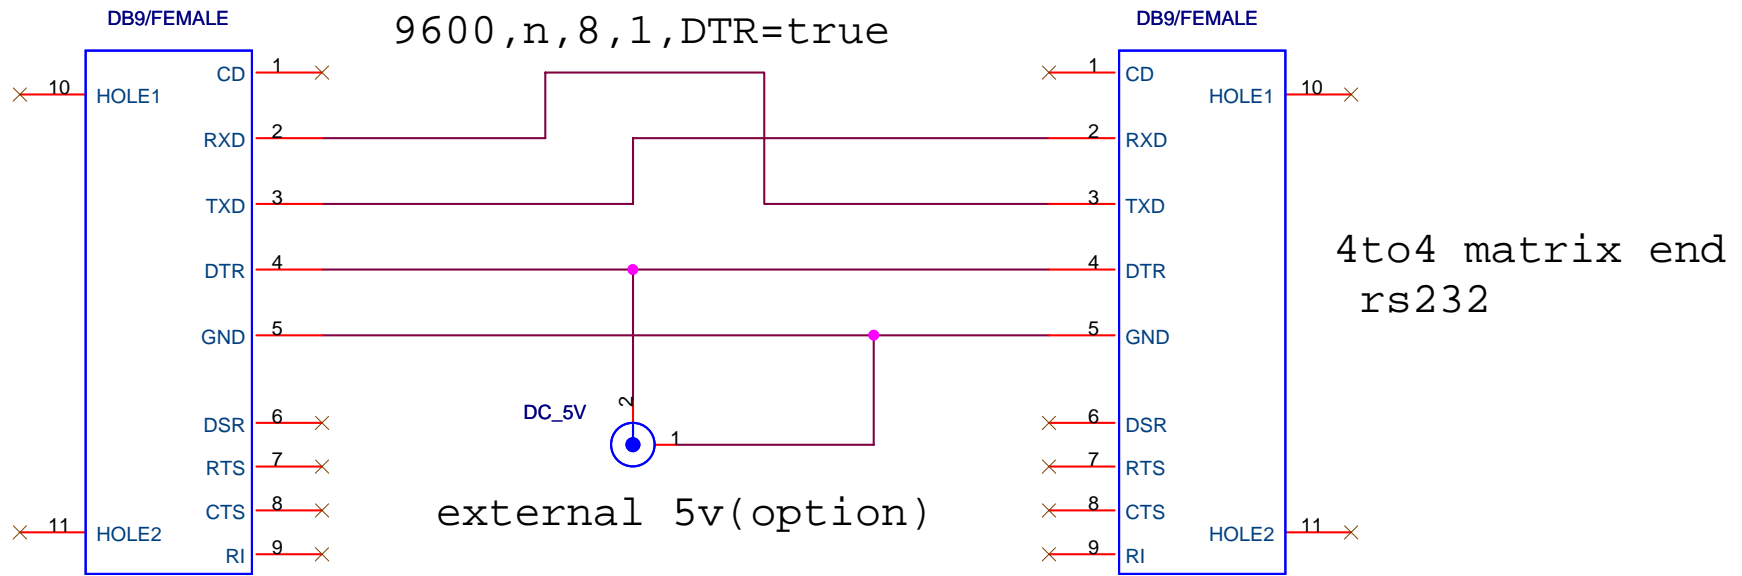 DB9/FEMALE
9600,n,8,1,DTR=true
DB9/FEMALE
10 HOLE1
CD 1
1 CD
HOLE1 10
RXD 2
2 RXD
TXD 3
3 TXD
DTR 4
4 DTR
4to4 matrix end
rs232
GND 5
5 GND
DC_5V
2
1
DSR 6
6 DSR
RTS 7
7 RTS
CTS 8
8 CTS
external 5v(option)
11 HOLE2
HOLE2 11
RI 9
9 RI